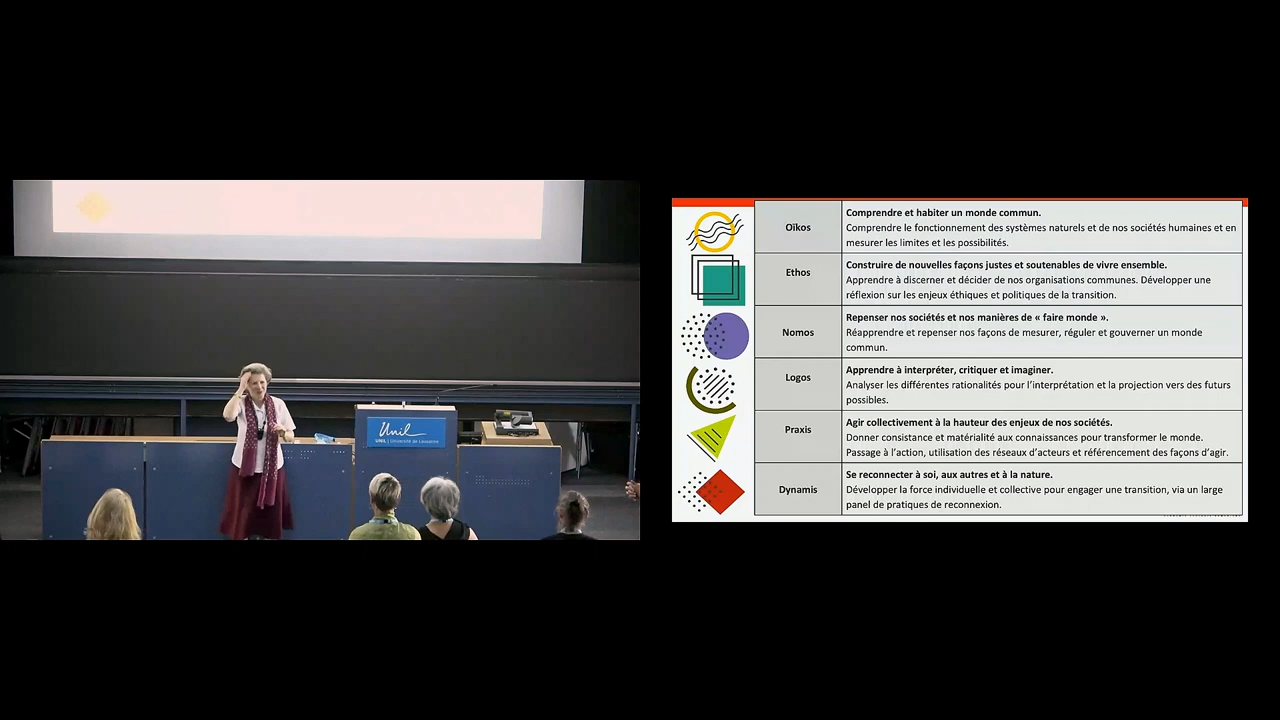 Unil
UNIL | Université de Lausanne
Oïkos
Comprendre et habiter un monde commun.
Comprendre le fonctionnement des systèmes naturels et de nos sociétés humaines et en
mesurer les limites et les possibilités.
Ethos
Construire de nouvelles façons justes et soutenables de vivre ensemble.
Apprendre à discerner et décider de nos organisations communes. Développer une
réflexion sur les enjeux éthiques et politiques de la transition.
Nomos
Repenser nos sociétés et nos manières de « faire monde ».
Réapprendre et repenser nos façons de mesurer, réguler et gouverner un monde
commun.
Logos
Apprendre à interpréter, critiquer et imaginer.
Analyser les différentes rationalités pour l'interprétation et la projection vers des futurs
possibles.
Praxis
Agir collectivement à la hauteur des enjeux de nos sociétés.
Donner consistance et matérialité aux connaissances pour transformer le monde.
Passage à l'action, utilisation des réseaux d'acteurs et référencement des façons d'agir.
Dynamis
Se reconnecter à soi, aux autres et à la nature.
Développer la force individuelle et collective pour engager une transition, via un large
panel de pratiques de reconnexion.